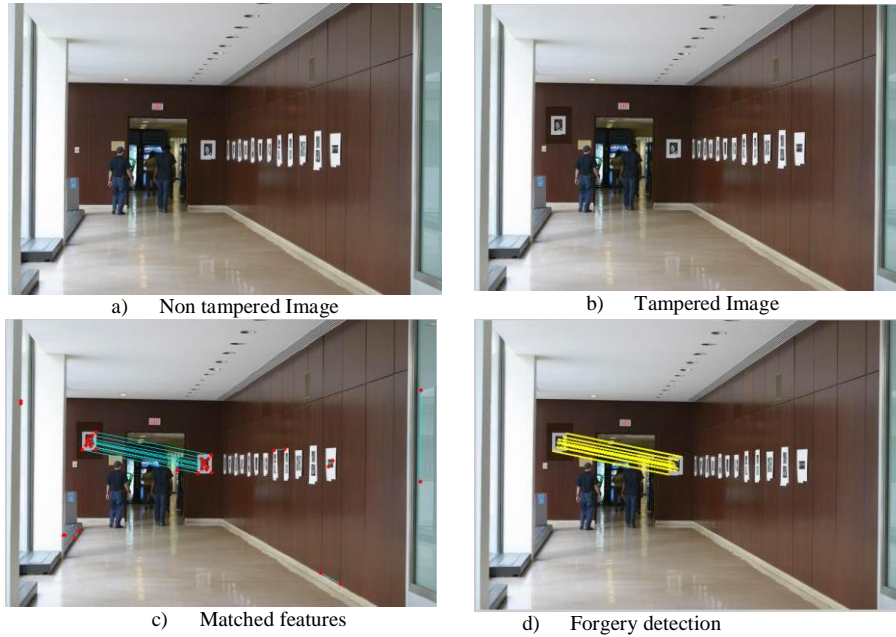 a) Non tampered Image
b) Tampered Image
c) Matched features
d) Forgery detection